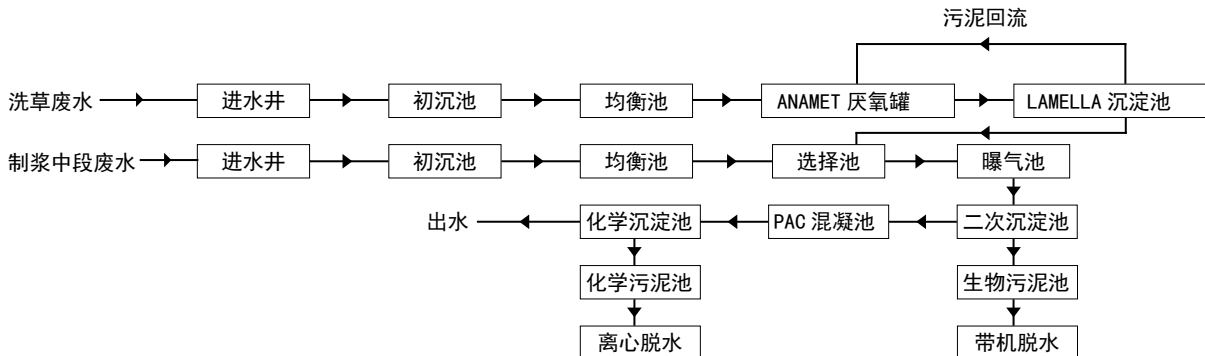 污泥回流
洗草废水 进水井 初沉池 均衡池 ANAMET 厌氧罐 LAMELLA 沉淀池
制浆中段废水 进水井 初沉池 均衡池 选择池 曝气池
出水 化学沉淀池 PAC 混凝池 二次沉淀池
化学污泥池 生物污泥池
离心脱水 带机脱水